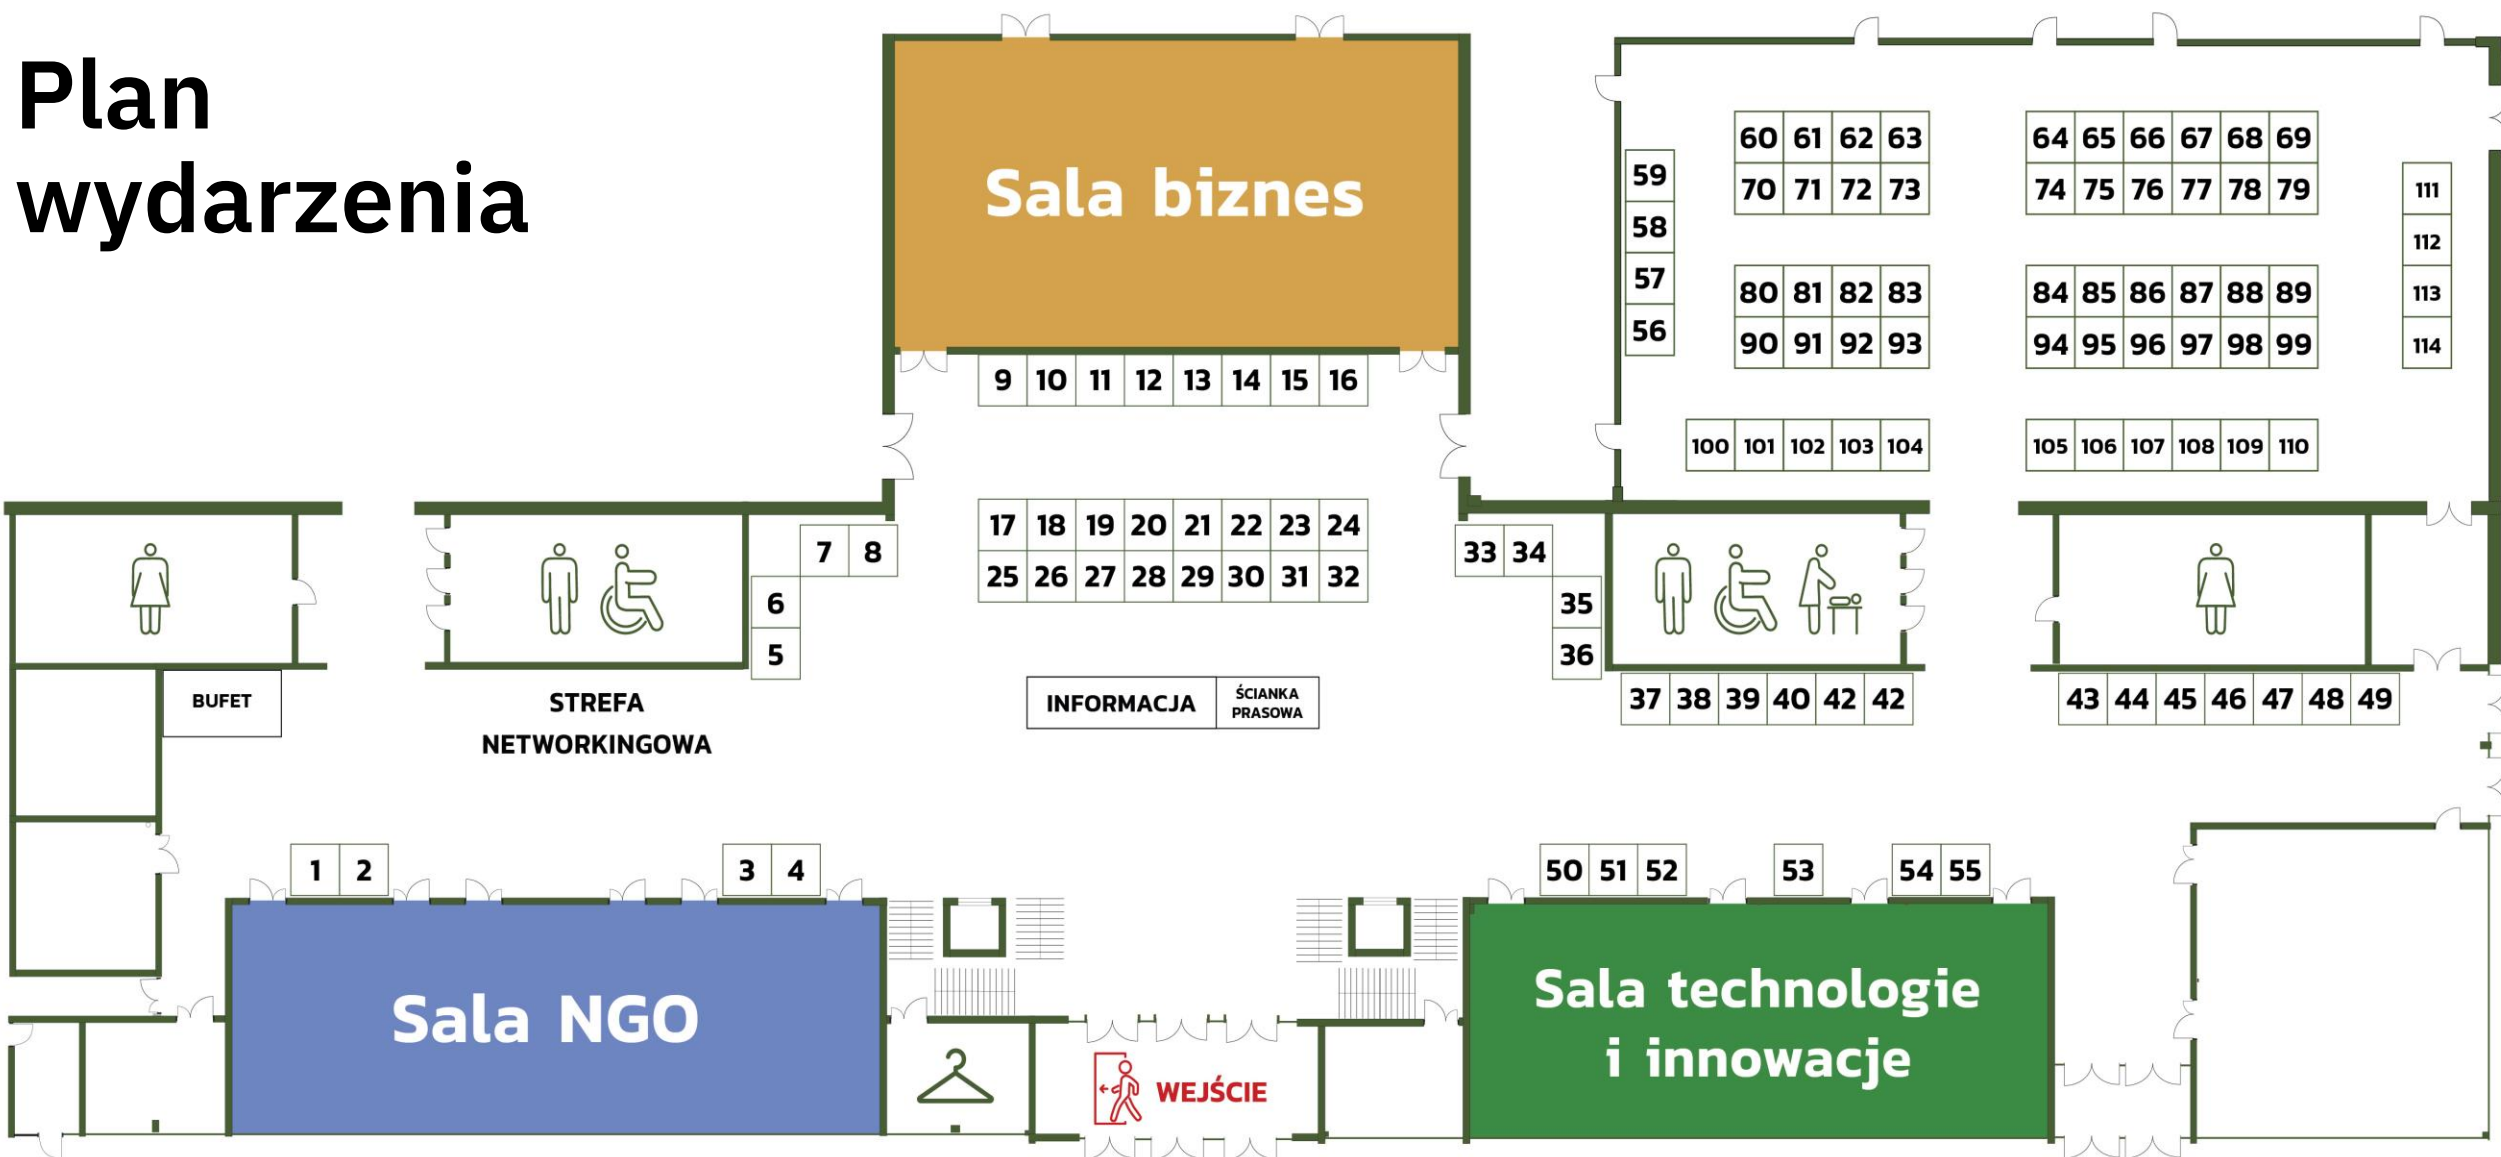 Plan
wydarzenia
Sala biznes
60 61 62 63
64 65 66 67 68 69
59
70 71 72 73
74 75 76 77 78 79
111
58
112
57
80 81 82 83
84 85 86 87 88 89
113
56
90 91 92 93
94 95 96 97 98 99
114
9 10 11 12 13 14 15 16
100 101 102 103 104
105 106 107 108 109 110
17 18 19 20 21 22 23 24
7 8
33 34
25 26 27 28 29 30 31 32
6
35
5
36
BUFET
STREFA
NETWORKINGOWA
INFORMACJA
ŚCIANKA
PRASOWA
37 38 39 40 42 42
43 44 45 46 47 48 49
1 2
3 4
50 51 52
53
54 55
Sala NGO
Sala technologie
i innowacje
WEJŚCIE